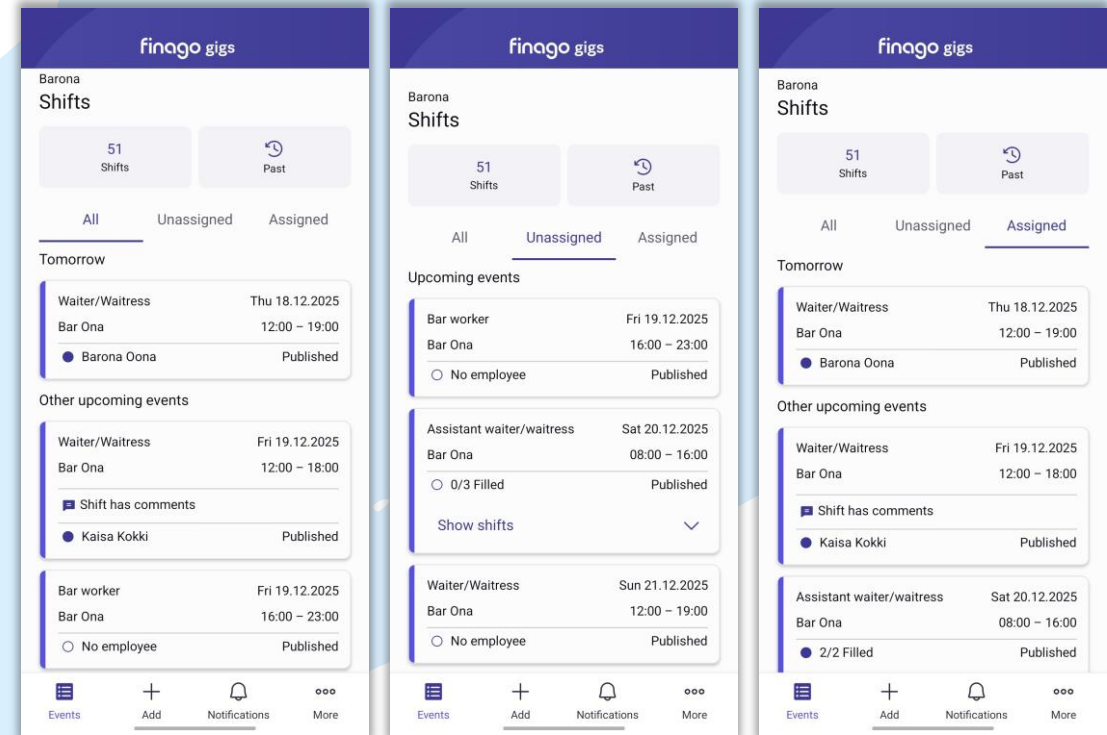 finago gigs
Barona
Shifts
51
Shifts
Past
All Unassigned Assigned
Tomorrow
Waiter/Waitress Thu 18.12.2025
Bar Ona 12:00 – 19:00
Barona Oona Published
Other upcoming events
Waiter/Waitress Fri 19.12.2025
Bar Ona 12:00 – 18:00
Shift has comments
Kaisa Kokki Published
Bar worker Fri 19.12.2025
Bar Ona 16:00 – 23:00
No employee Published
Events Add Notifications More
finago gigs
Barona
Shifts
51
Shifts
Past
All Unassigned Assigned
Upcoming events
Bar worker Fri 19.12.2025
Bar Ona 16:00 – 23:00
No employee Published
Assistant waiter/waitress Sat 20.12.2025
Bar Ona 08:00 – 16:00
0/3 Filled Published
Show shifts
Waiter/Waitress Sun 21.12.2025
Bar Ona 12:00 – 19:00
No employee Published
Events Add Notifications More
finago gigs
Barona
Shifts
51
Shifts
Past
All Unassigned Assigned
Tomorrow
Waiter/Waitress Thu 18.12.2025
Bar Ona 12:00 – 19:00
Barona Oona Published
Other upcoming events
Waiter/Waitress Fri 19.12.2025
Bar Ona 12:00 – 18:00
Shift has comments
Kaisa Kokki Published
Assistant waiter/waitress Sat 20.12.2025
Bar Ona 08:00 – 16:00
2/2 Filled Published
Events Add Notifications More